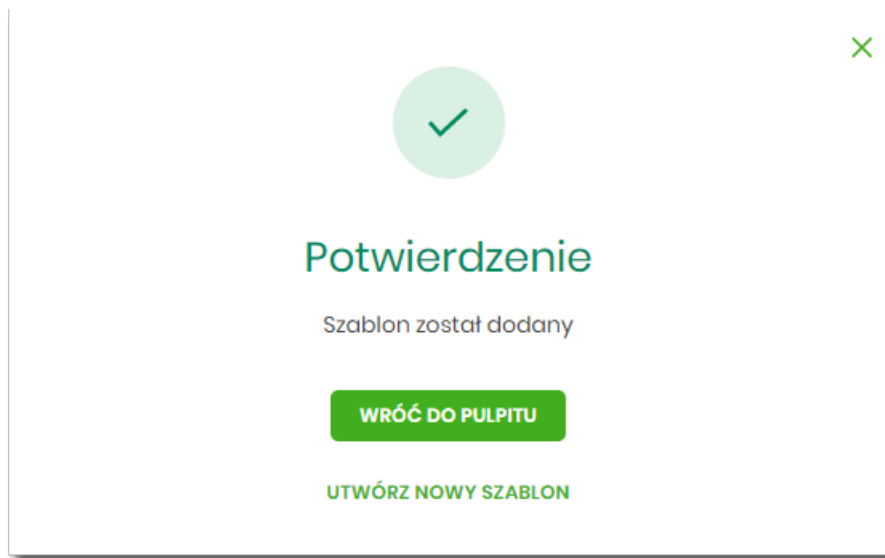 Potwierdzenie
Szablon został dodany
WRÓĆ DO PULPITU
UTWÓRZ NOWY SZABLON